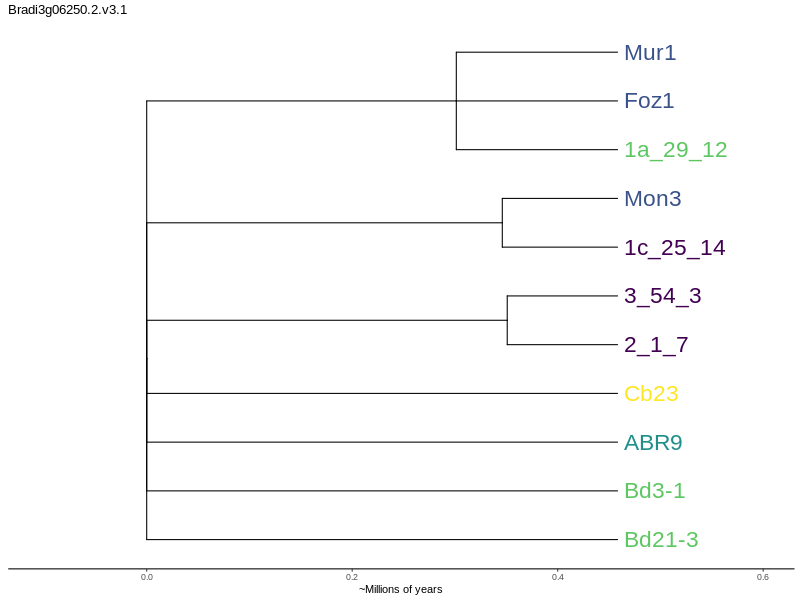 Bradi3g06250.2.v3.1
Mur1
Foz1
1a_29_12
Mon3
1c_25_14
3_54_3
2_1_7
Cb23
ABR9
Bd3-1
Bd21-3
0.0 0.2 0.4 0.6
~Millions of years